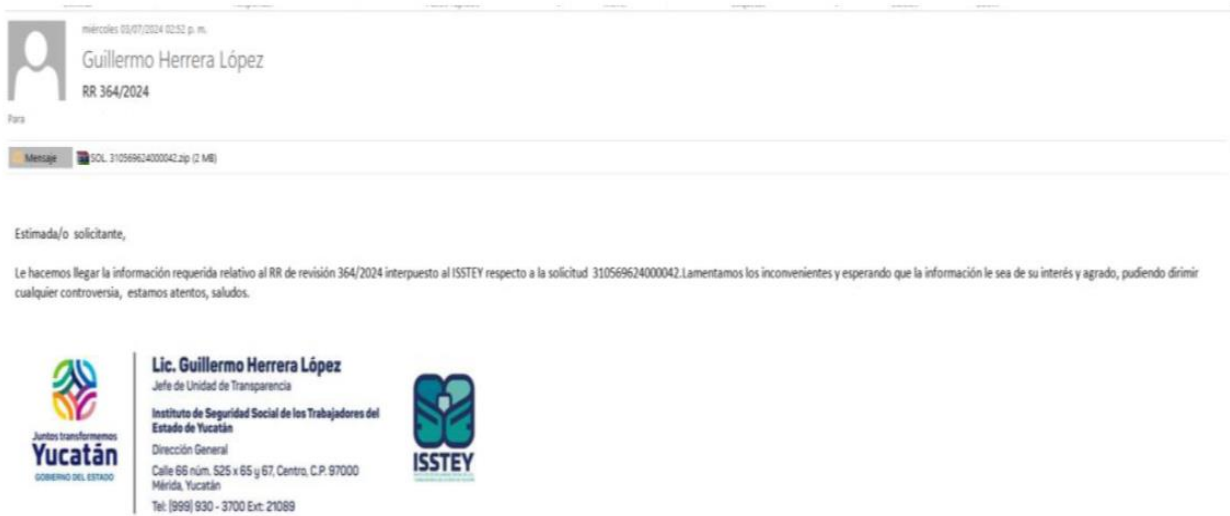 miércoles 03/07/2024 02:52 p. m.
Guillermo Herrera López
RR 364/2024
Para
Mensaje
SOL. 310569624000042.zip (2 MB)
Estimada/o solicitante,
Le hacemos llegar la información requerida relativo al RR de revisión 364/2024 interpuesto al ISSTEY respecto a la solicitud 310569624000042.Lamentamos los inconvenientes y esperando que la información le sea de su interés y agrado, pudiendo dirimir
cualquier controversia, estamos atentos, saludos.
Juntos transformemos
Yucatán
GOBIERNO DEL ESTADO
Lic. Guillermo Herrera López
Jefe de Unidad de Transparencia
Instituto de Seguridad Social de los Trabajadores del
Estado de Yucatán
Dirección General
Calle 66 núm. 525 x 65 y 67, Centro, C.P. 97000
Mérida, Yucatán
Tel: (999) 930 - 3700 Ext: 21089
ISSTEY